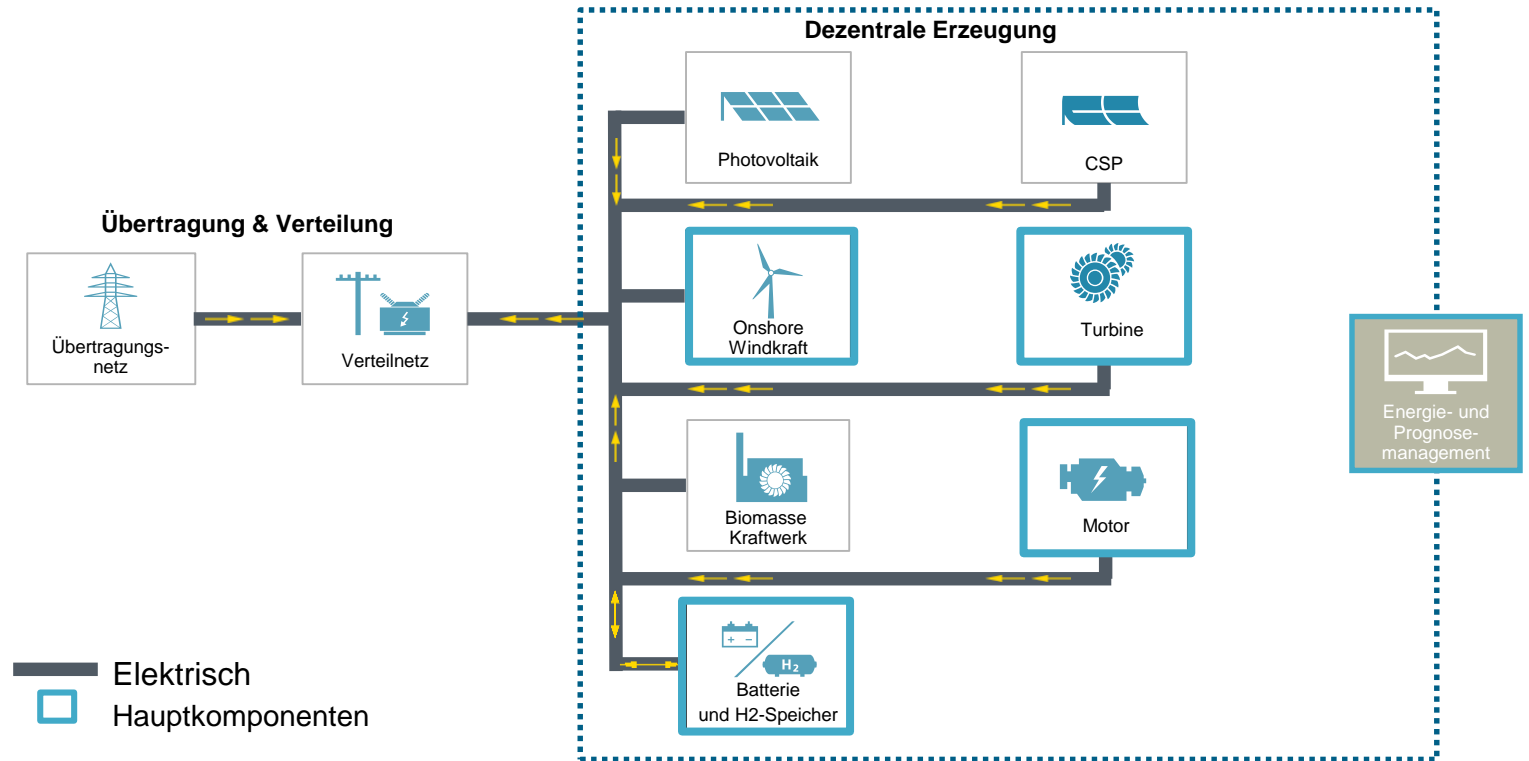 Dezentrale Erzeugung
Photovoltaik
CSP
Übertragung & Verteilung
Übertragungs-
netz
Verteilnetz
Onshore
Windkraft
Turbine
Energie- und
Prognose-
management
Biomasse
Kraftwerk
Motor
+ −
H2
Batterie
und H2-Speicher
Elektrisch
Hauptkomponenten